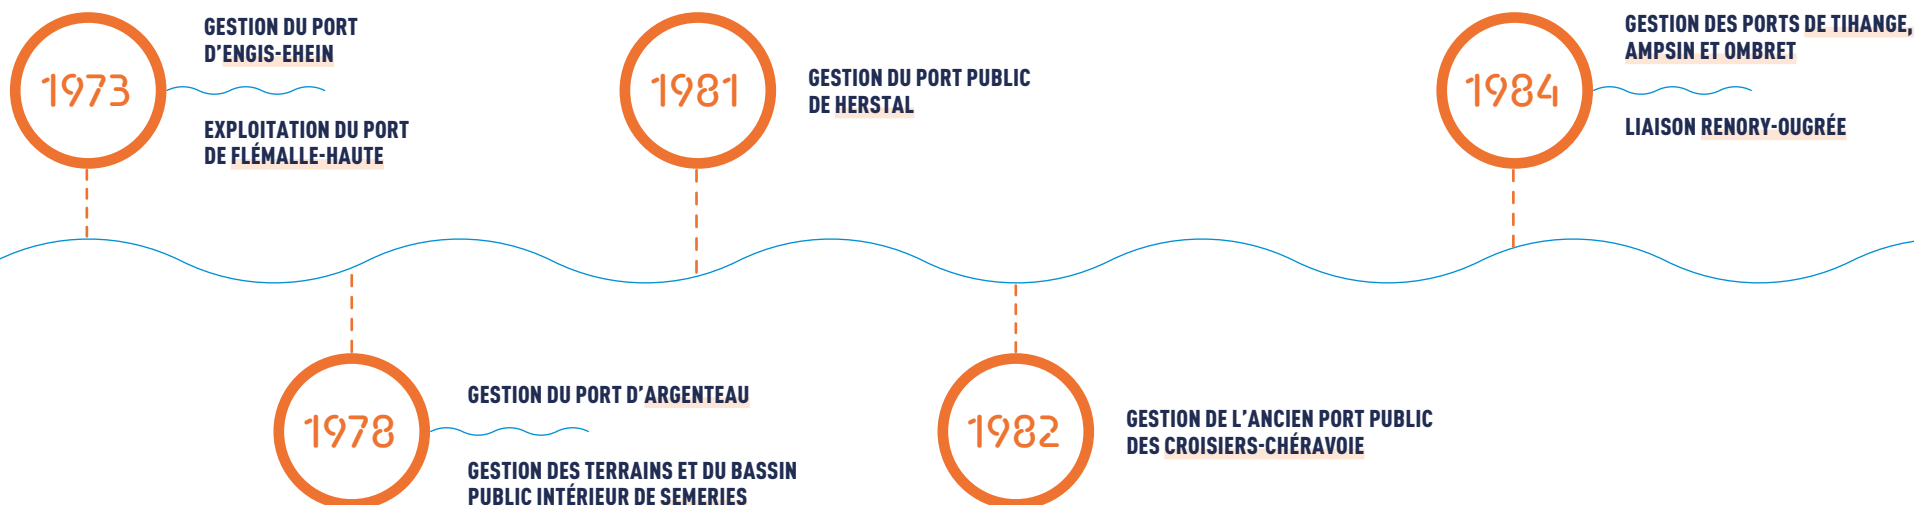 1973
GESTION DU PORT
D'ENGIS-EHEIN
EXPLOITATION DU PORT
DE FLÉMALLE-HAUTE
1978
GESTION DU PORT D'ARGENTEAU
GESTION DES TERRAINS ET DU BASSIN
PUBLIC INTÉRIEUR DE SEMERIES
1981
GESTION DU PORT PUBLIC
DE HERSTAL
1982
GESTION DE L'ANCIEN PORT PUBLIC
DES CROISIERS-CHÉRAVOIE
1984
GESTION DES PORTS DE TIHANGE,
AMPSIN ET OMBRET
LIAISON RENORY-OUGRÉE